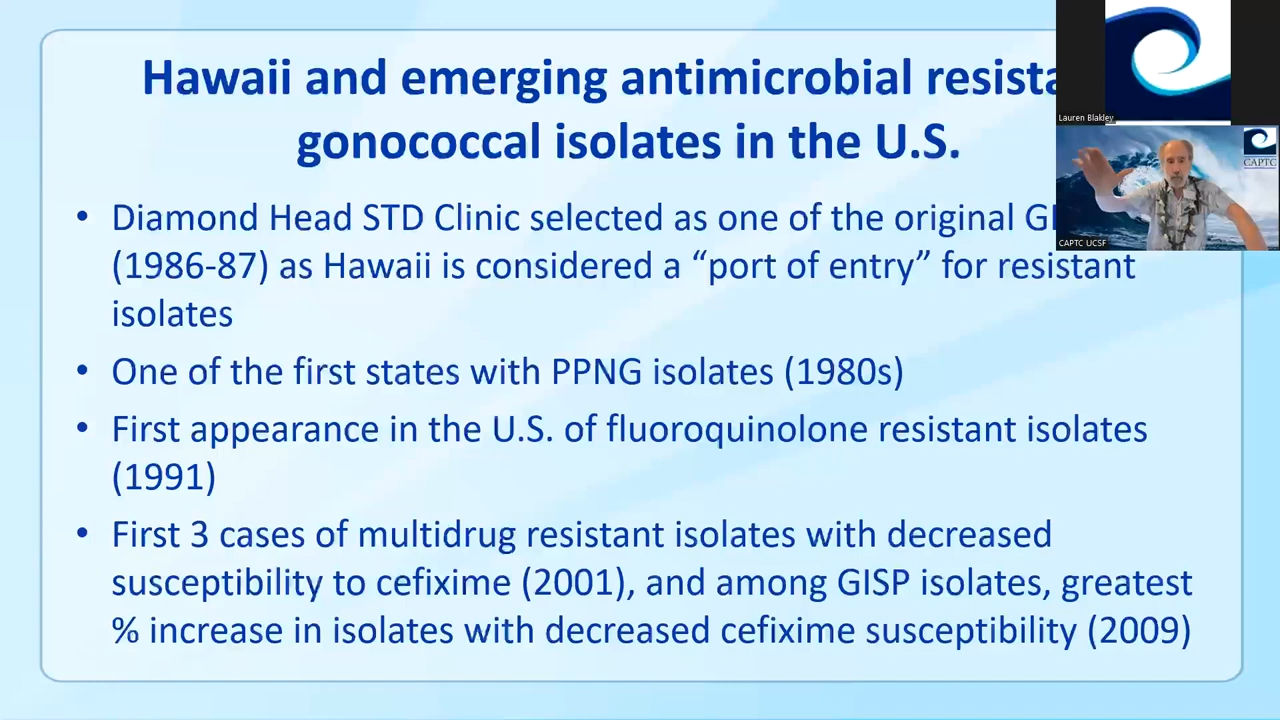 Hawaii and emerging antimicrobial
gonococcal isolates in the U.S.
• Diamond Head STD Clinic selected as one of the original
(1986-87) as Hawaii is considered a “port of entry” for resistant
isolates
• One of the first states with PPNG isolates (1980s)
• First appearance in the U.S. of fluoroquinolone resistant isolates
(1991)
• First 3 cases of multidrug resistant isolates with decreased
susceptibility to cefixime (2001), and among GISP isolates, greatest
% increase in isolates with decreased cefixime susceptibility (2009)
Lauren Blakley
CAPTC
CAPTC UCSF